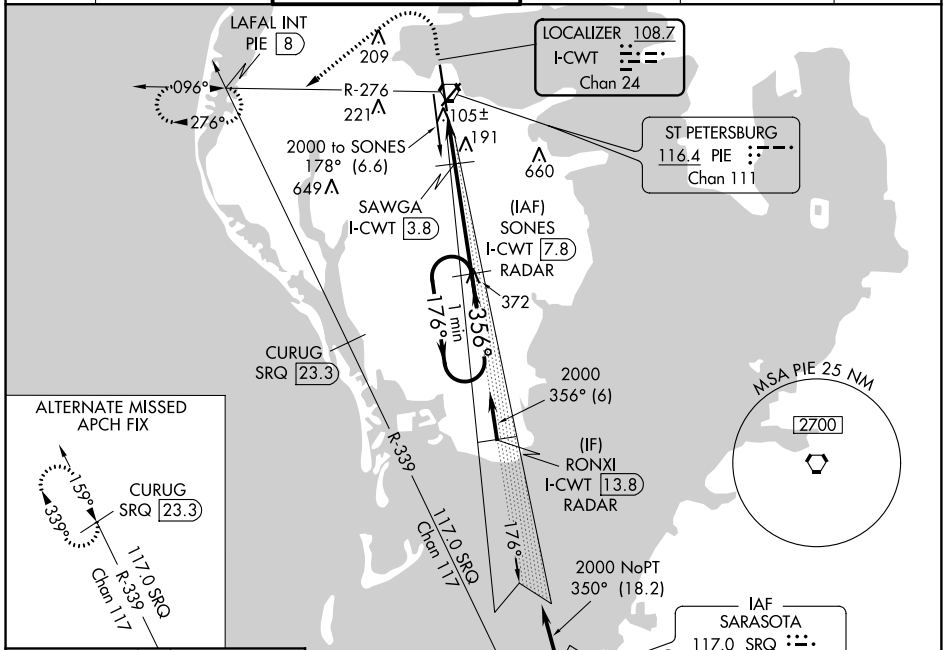 LAFAL INT
PIE 8
209
LOCALIZER 108.7
I-CWT
Chan 24
096°
276°
R-276
221
105±
191
2000 to SONES
178° (6.6)
649
660
ST PETERSBURG
116.4 PIE
Chan 111
SAWGA
I-CWT 3.8
(IAF)
SONES
I-CWT 7.8
RADAR
372
176°
1 min
356°
CURUG
SRQ 23.3
2000
356° (6)
MSA PIE 25 NM
2700
(IF)
RONXI
I-CWT 13.8
RADAR
R-339
117.0 SRQ
Chan 117
176°
2000 NoPT
350° (18.2)
ALTERNATE MISSED
APCH FIX
159°
339°
CURUG
SRQ 23.3
117.0 SRQ
R-339
Chan 117
IAF
SARASOTA
117.0 SRQ